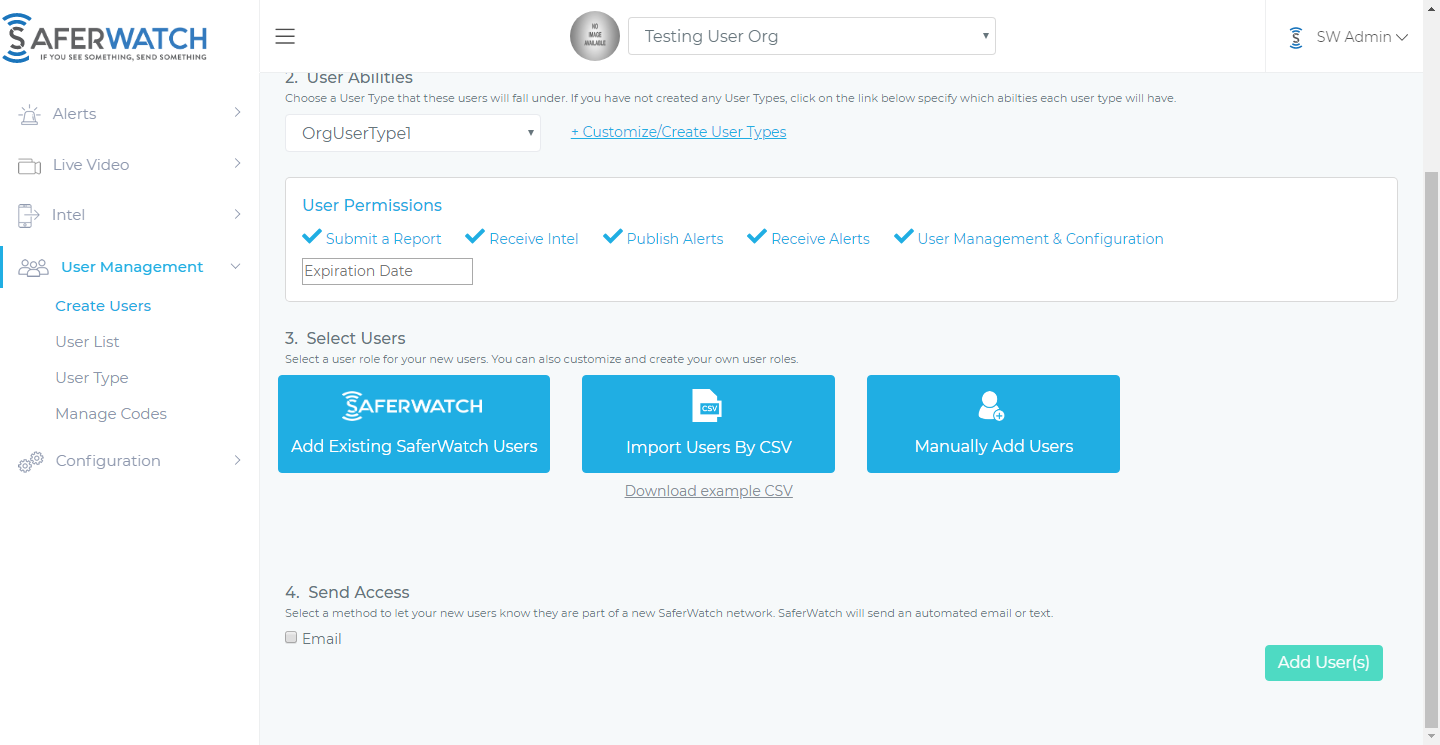 SAFERWATCH
IF YOU SEE SOMETHING, SEND SOMETHING
NO
IMAGE
AVAILABLE
Testing User Org
SW Admin
Alerts
Live Video
Intel
User Management
Create Users
User List
User Type
Manage Codes
Configuration
2. User Abilities
Choose a User Type that these users will fall under. If you have not created any User Types, click on the link below specify which abilties each user type will have.
OrgUserType1
+ Customize/Create User Types
User Permissions
Submit a Report
Receive Intel
Publish Alerts
Receive Alerts
User Management & Configuration
Expiration Date
3. Select Users
Select a user role for your new users. You can also customize and create your own user roles.
SAFERWATCH
Add Existing SaferWatch Users
CSV
Import Users By CSV
Manually Add Users
Download example CSV
4. Send Access
Select a method to let your new users know they are part of a new SaferWatch network. SaferWatch will send an automated email or text.
Email
Add User(s)